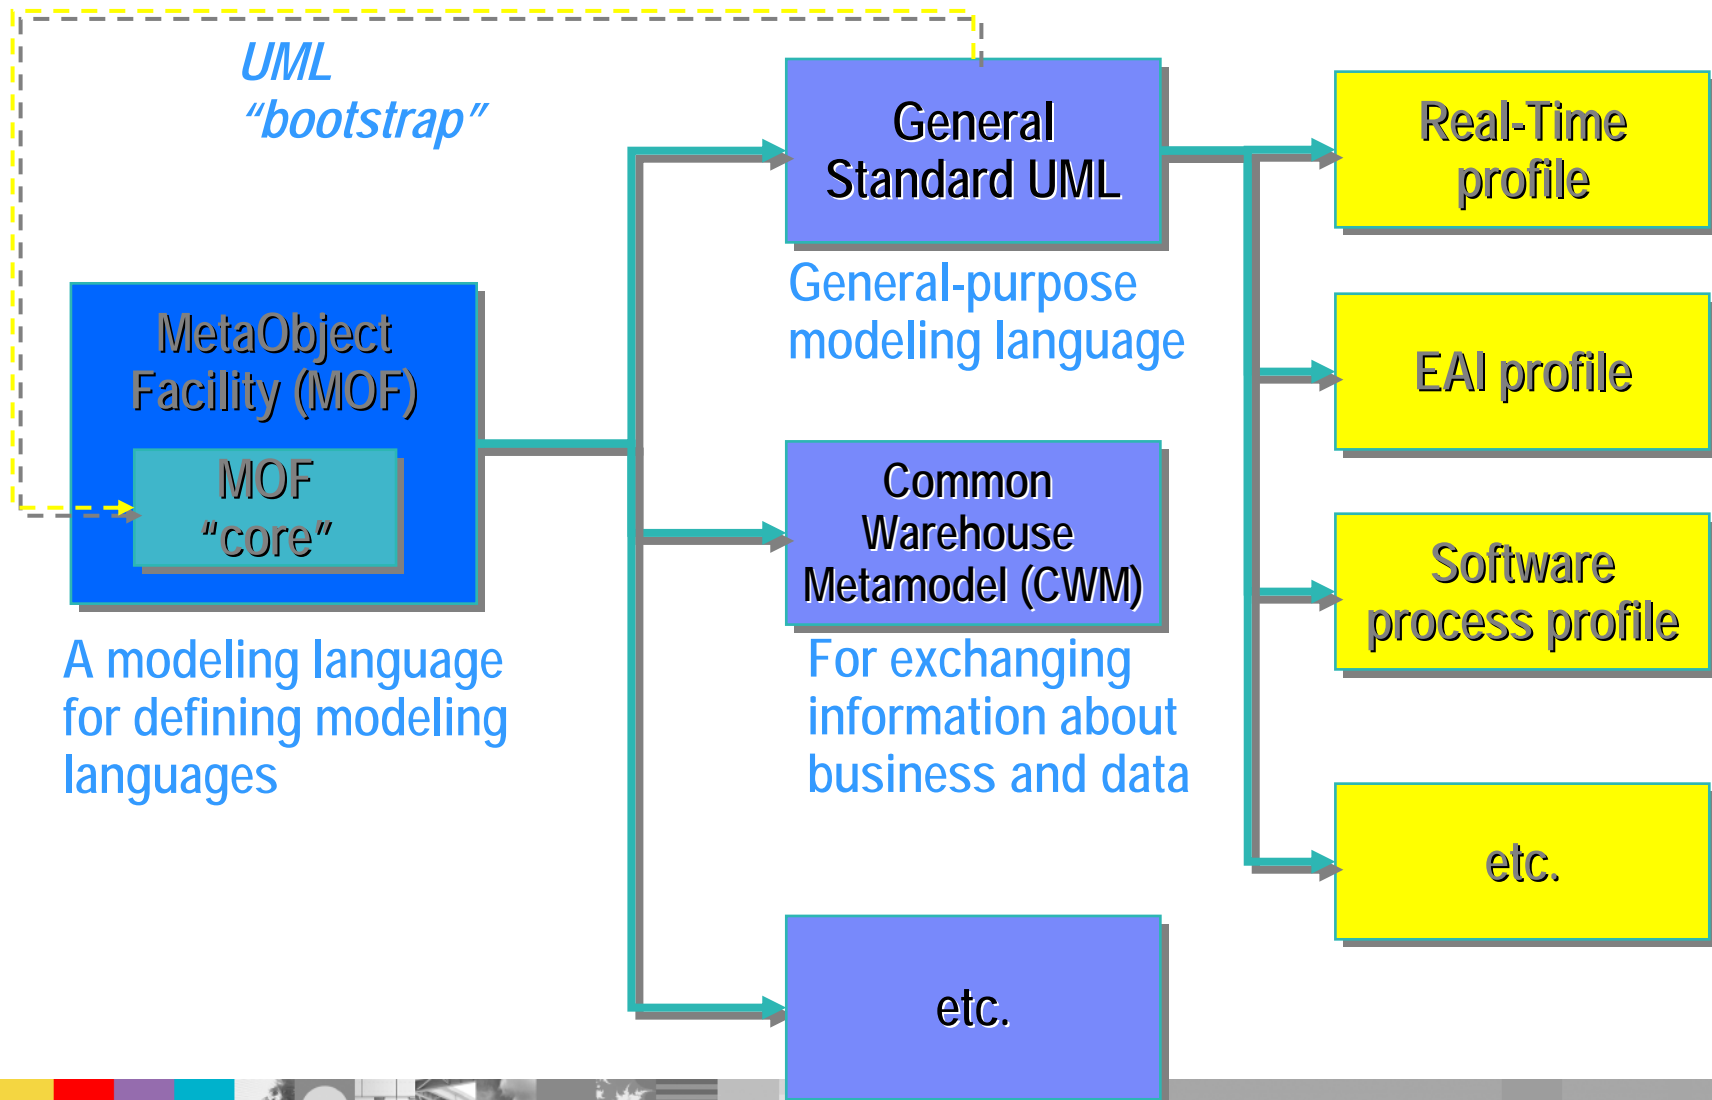 UML
“bootstrap”
General
Standard UML
General-purpose
modeling language
MetaObject
Facility (MOF)
MOF
“core”
A modeling language
for defining modeling
languages
Common
Warehouse
Metamodel (CWM)
For exchanging
information about
business and data
etc.
Real-Time
profile
EAI profile
Software
process profile
etc.